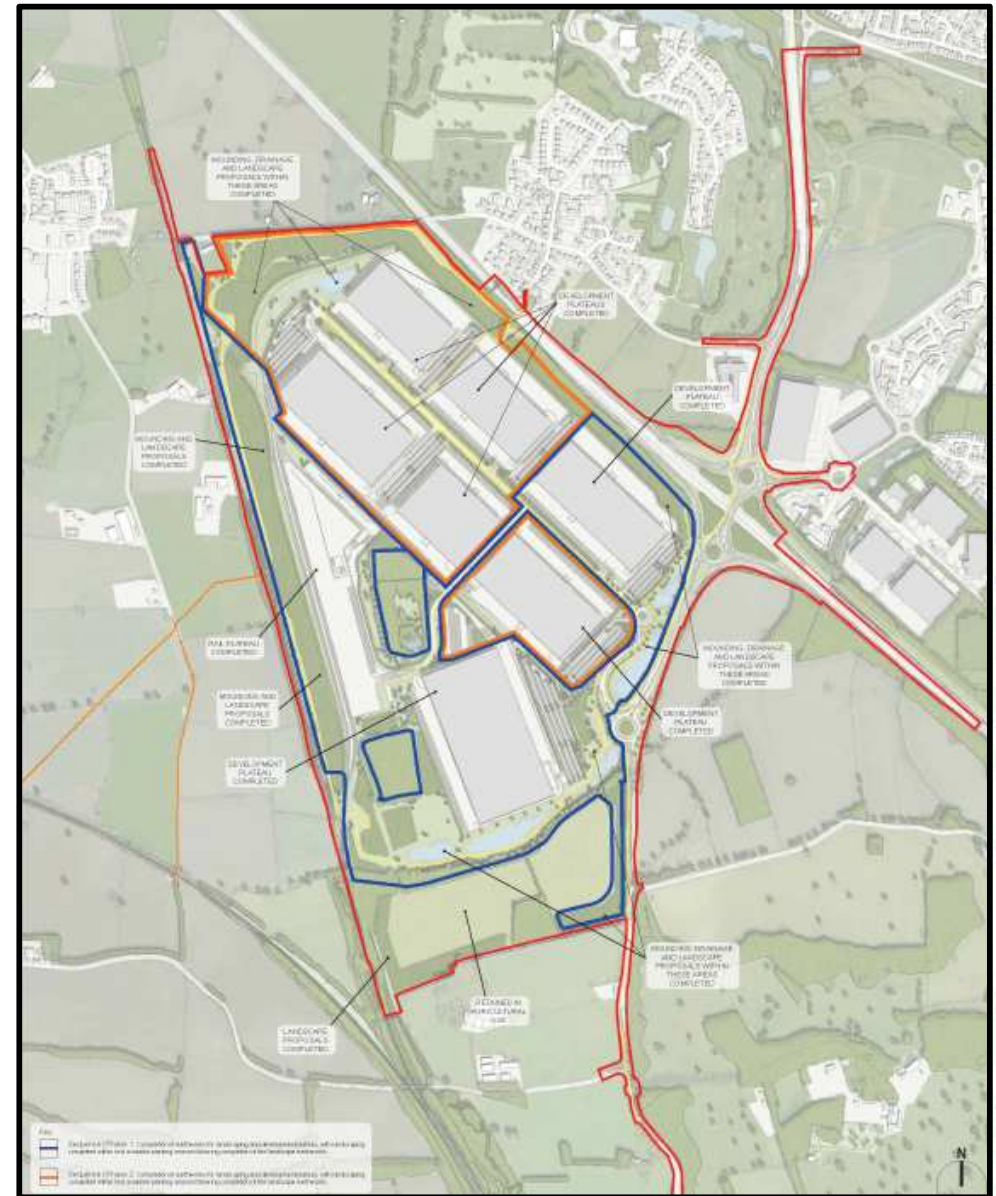 MOUNDING, DRAINAGE
AND LANDSCAPE
PROPOSALS WITHIN
THESE AREAS
COMPLETED
DEVELOPMENT
PLATEAUS
COMPLETED
DEVELOPMENT
PLATEAU
COMPLETED
MOUNDING AND
LANDSCAPE
PROPOSALS
COMPLETED
RAIL PLATEAU
COMPLETED
MOUNDING, DRAINAGE
AND LANDSCAPE
PROPOSALS WITHIN
THESE AREAS
COMPLETED
MOUNDING AND
LANDSCAPE
PROPOSALS
COMPLETED
DEVELOPMENT
PLATEAU
COMPLETED
DEVELOPMENT
PLATEAU
COMPLETED
MOUNDING, DRAINAGE
AND LANDSCAPE
PROPOSALS WITHIN
THESE AREAS
COMPLETED
RETAINED IN
AGRICULTURAL
USE
LANDSCAPE
PROPOSALS
COMPLETED
Key
N